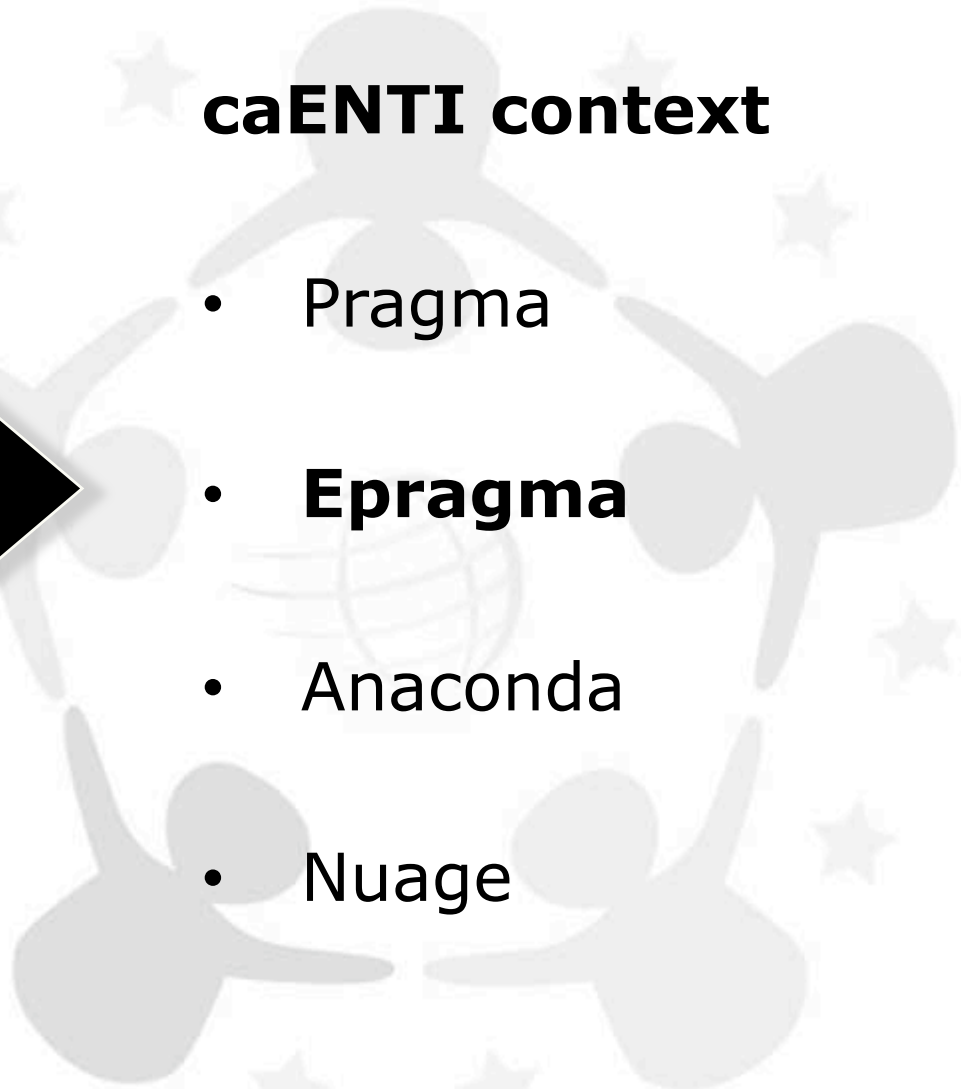 caENTI context
• Pragma
• Epragma
• Anaconda
• Nuage